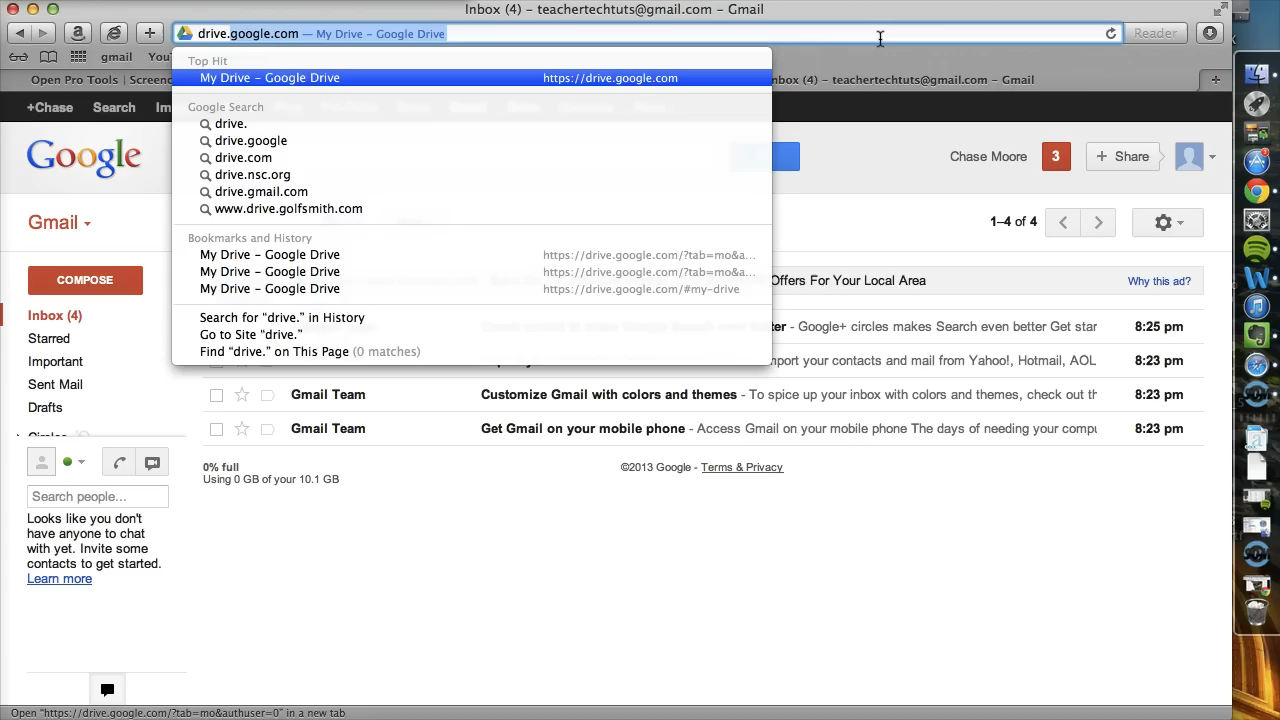 Inbox (4) - teachertechtuts@gmail.com - Gmail
drive.google.com — My Drive - Google Drive
Reader
gmail
You
Open Pro Tools | Screen
nbox (4) - teachertechtuts@gmail.com - Gmail
Top Hit
My Drive - Google Drive https://drive.google.com
Google Search
drive.
drive.google
drive.com
drive.nsc.org
drive.gmail.com
www.drive.golfsmith.com
Bookmarks and History
My Drive - Google Drive https://drive.google.com/?tab=mo&a...
My Drive - Google Drive https://drive.google.com/?tab=mo&a...
My Drive - Google Drive https://drive.google.com/#my-drive
Search for "drive." in History
Go to Site "drive."
Find "drive." on This Page (0 matches)
+Chase Search Im
Google
Chase Moore 3 + Share
Gmail
1–4 of 4
COMPOSE
Offers For Your Local Area Why this ad?
Inbox (4)
Starred
Important
Sent Mail
Drafts
Circles
tter - Google+ circles makes Search even better Get star 8:25 pm
mport your contacts and mail from Yahoo!, Hotmail, AOL 8:23 pm
Gmail Team Customize Gmail with colors and themes - To spice up your inbox with colors and themes, check out th 8:23 pm
Gmail Team Get Gmail on your mobile phone - Access Gmail on your mobile phone The days of needing your compu 8:23 pm
0% full
Using 0 GB of your 10.1 GB
©2013 Google - Terms & Privacy
Search people...
Looks like you don't
have anyone to chat
with yet. Invite some
contacts to get started.
Learn more
Open "https://drive.google.com/?tab=mo&authuser=0" in a new tab